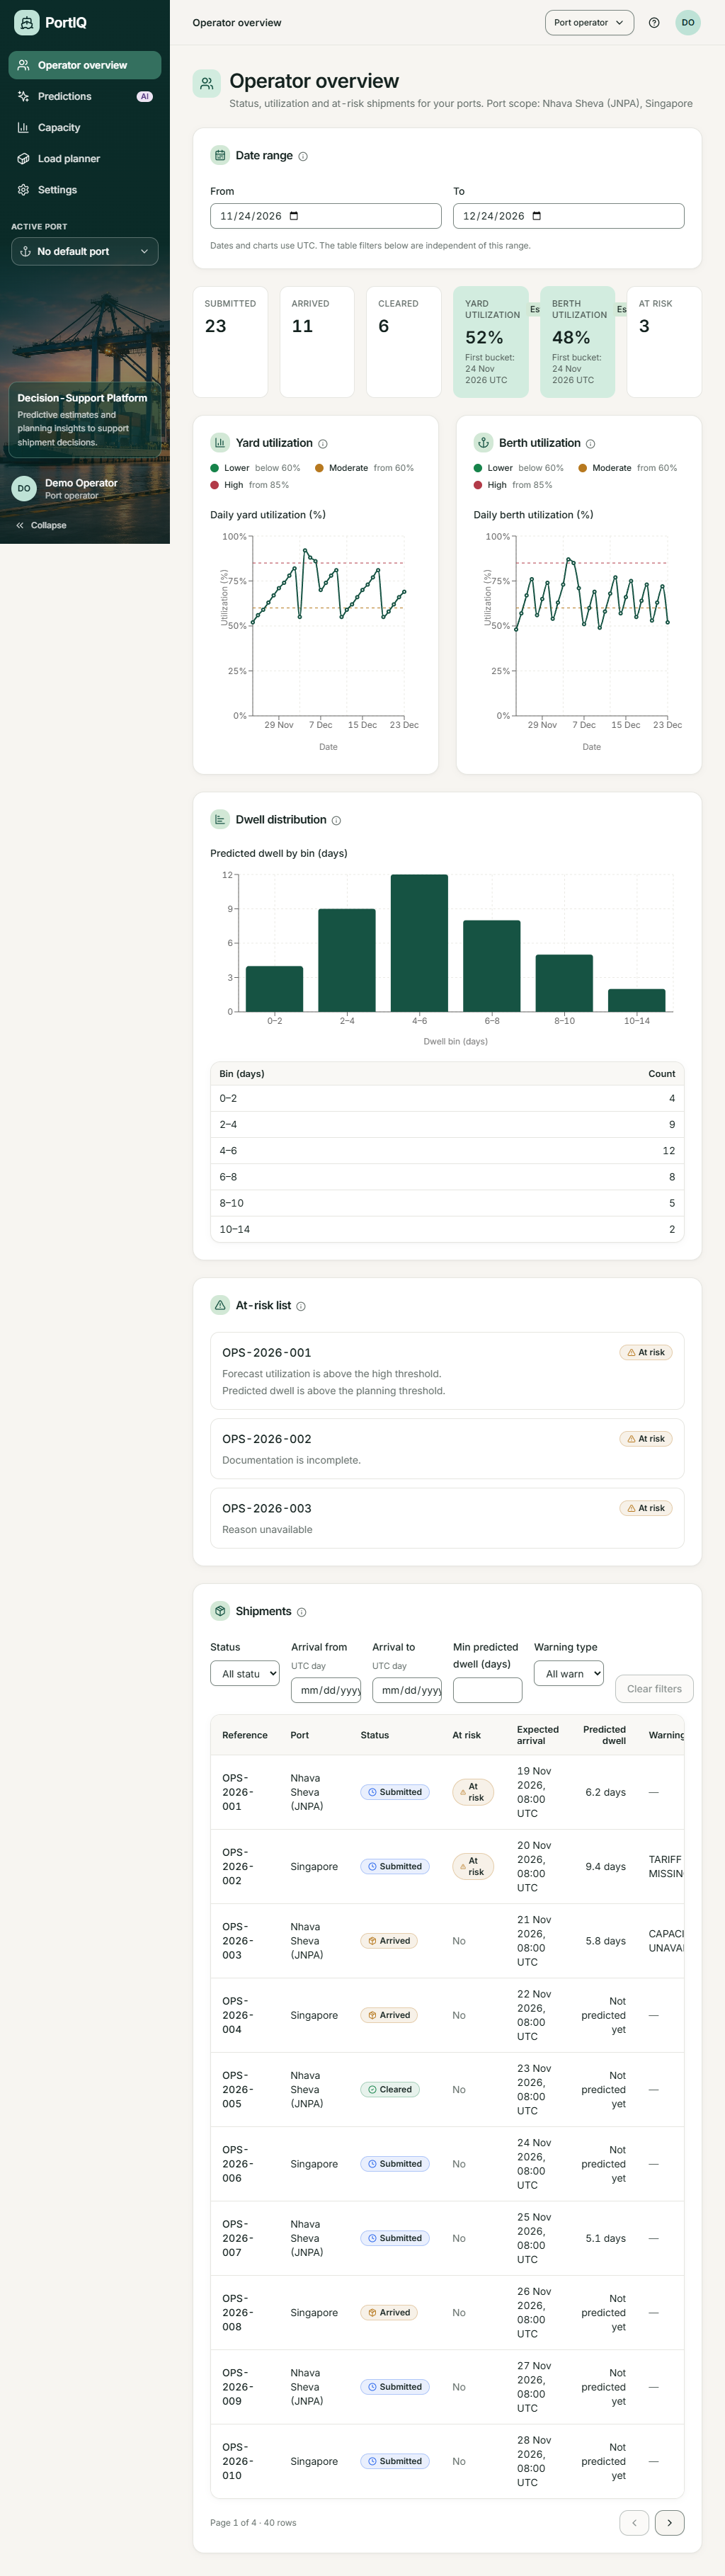 PortIQ
Operator overview
Predictions
AI
Capacity
Load planner
Settings
ACTIVE PORT
No default port
Decision-Support Platform
Predictive estimates and
planning insights to support
shipment decisions.
DO
Demo Operator
Port operator
Collapse
Operator overview
Port operator
DO
Operator overview
Status, utilization and at-risk shipments for your ports. Port scope: Nhava Sheva (JNPA), Singapore
Date range
From
To
11/24/2026
12/24/2026
Dates and charts use UTC. The table filters below are independent of this range.
SUBMITTED
23
ARRIVED
11
CLEARED
6
YARD
UTILIZATION
52%
First bucket:
24 Nov
2026 UTC
Es
BERTH
UTILIZATION
48%
First bucket:
24 Nov
2026 UTC
Es
AT RISK
3
Yard utilization
Lower below 60%
Moderate from 60%
High from 85%
Daily yard utilization (%)
100%
75%
50%
25%
0%
Utilization (%)
29 Nov
7 Dec
15 Dec
23 Dec
Date
Berth utilization
Lower below 60%
Moderate from 60%
High from 85%
Daily berth utilization (%)
100%
75%
50%
25%
0%
Utilization (%)
29 Nov
7 Dec
15 Dec
23 Dec
Date
Dwell distribution
Predicted dwell by bin (days)
12
9
6
3
0
0–2
2–4
4–6
6–8
8–10
10–14
Dwell bin (days)
Bin (days) Count
0–2 4
2–4 9
4–6 12
6–8 8
8–10 5
10–14 2
At-risk list
OPS-2026-001
At risk
Forecast utilization is above the high threshold.
Predicted dwell is above the planning threshold.
OPS-2026-002
At risk
Documentation is incomplete.
OPS-2026-003
At risk
Reason unavailable
Shipments
Status
All statu
Arrival from
UTC day
mm/dd/yyyy
Arrival to
UTC day
mm/dd/yyyy
Min predicted
dwell (days)
Warning type
All warn
Clear filters
Reference
Port
Status
At risk
Expected
arrival
Predicted
dwell
Warning
OPS-
2026-
001
Nhava
Sheva
(JNPA)
Submitted
At
risk
19 Nov
2026,
08:00
UTC
6.2 days
—
OPS-
2026-
002
Singapore
Submitted
At
risk
20 Nov
2026,
08:00
UTC
9.4 days
TARIFF
MISSIN
OPS-
2026-
003
Nhava
Sheva
(JNPA)
Arrived
No
21 Nov
2026,
08:00
UTC
5.8 days
CAPACI
UNAVAI
OPS-
2026-
004
Singapore
Arrived
No
22 Nov
2026,
08:00
UTC
Not
predicted
yet
—
OPS-
2026-
005
Nhava
Sheva
(JNPA)
Cleared
No
23 Nov
2026,
08:00
UTC
Not
predicted
yet
—
OPS-
2026-
006
Singapore
Submitted
No
24 Nov
2026,
08:00
UTC
Not
predicted
yet
—
OPS-
2026-
007
Nhava
Sheva
(JNPA)
Submitted
No
25 Nov
2026,
08:00
UTC
5.1 days
—
OPS-
2026-
008
Singapore
Arrived
No
26 Nov
2026,
08:00
UTC
Not
predicted
yet
—
OPS-
2026-
009
Nhava
Sheva
(JNPA)
Submitted
No
27 Nov
2026,
08:00
UTC
Not
predicted
yet
—
OPS-
2026-
010
Singapore
Submitted
No
28 Nov
2026,
08:00
UTC
Not
predicted
yet
—
Page 1 of 4 · 40 rows